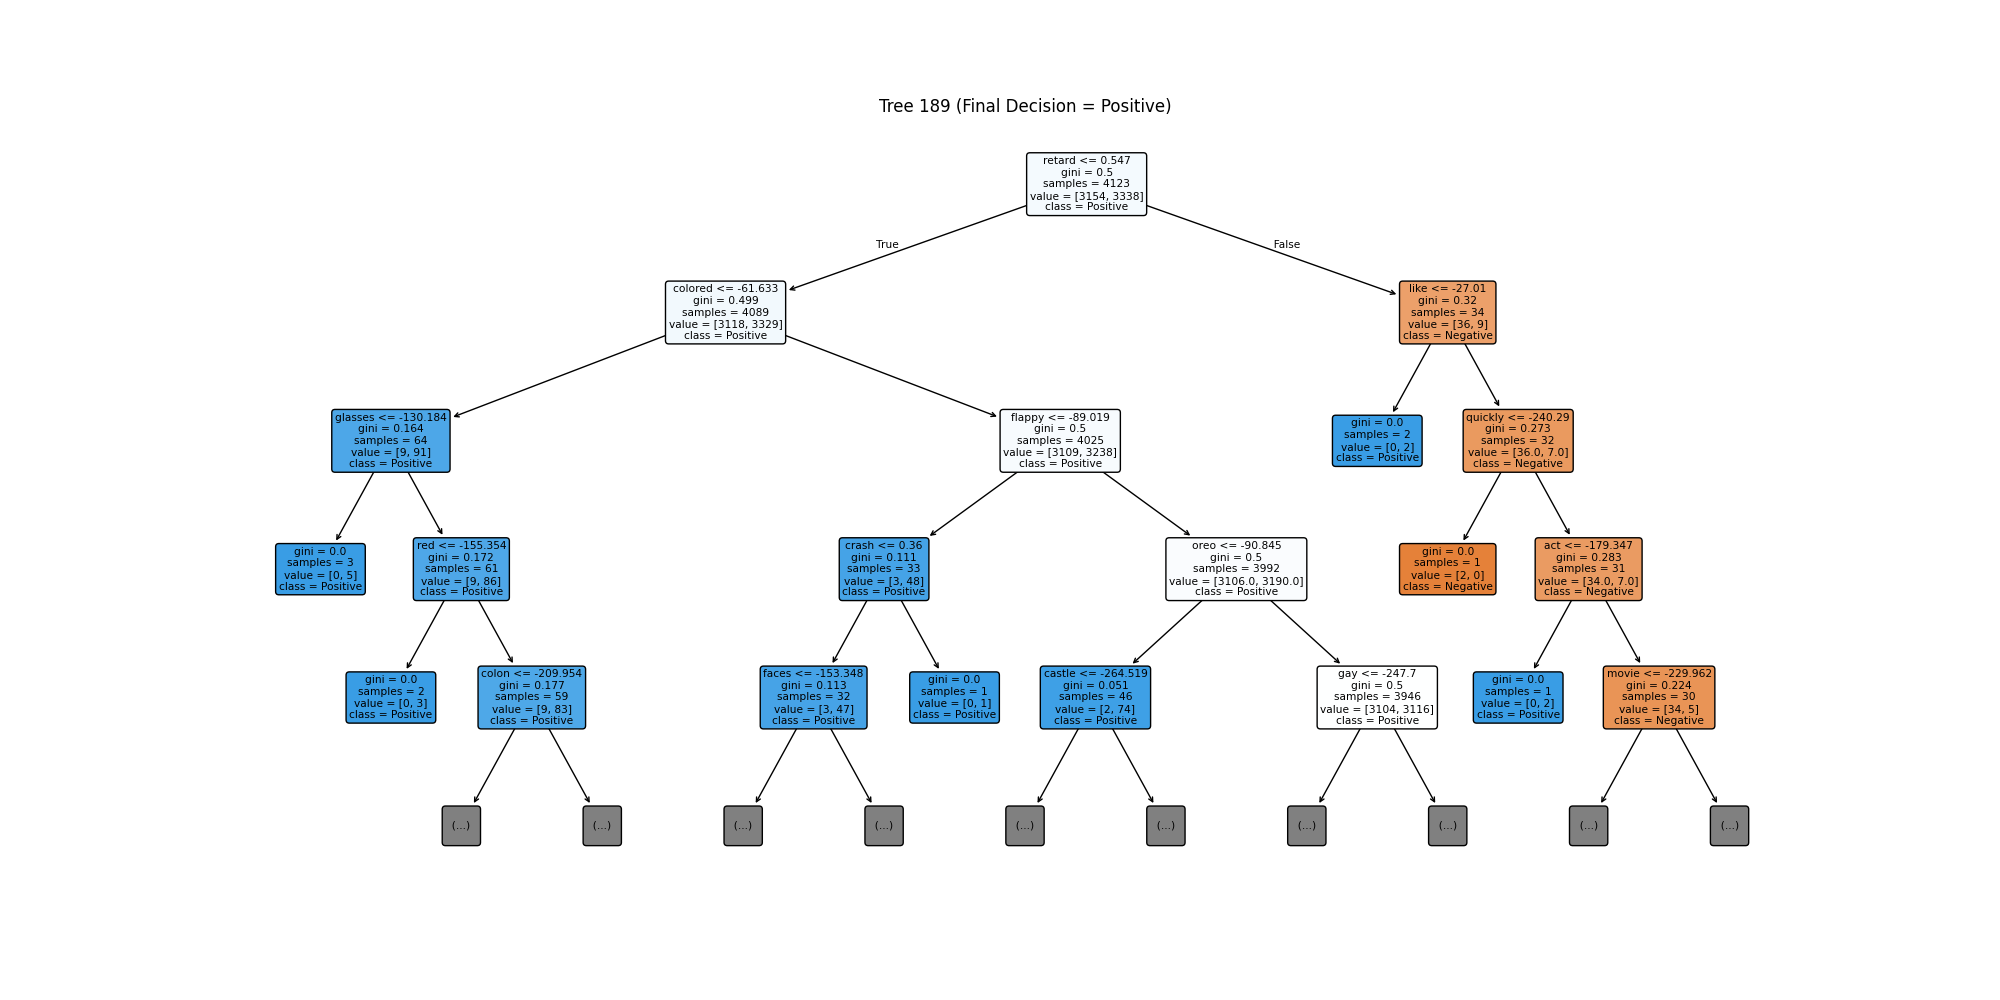 Tree 189 (Final Decision = Positive)
retard <= 0.547
gini = 0.5
samples = 4123
value = [3154, 3338]
class = Positive
True
False
colored <= -61.633
gini = 0.499
samples = 4089
value = [3118, 3329]
class = Positive
like <= -27.01
gini = 0.32
samples = 34
value = [36, 9]
class = Negative
glasses <= -130.184
gini = 0.164
samples = 64
value = [9, 91]
class = Positive
flappy <= -89.019
gini = 0.5
samples = 4025
value = [3109, 3238]
class = Positive
gini = 0.0
samples = 2
value = [0, 2]
class = Positive
quickly <= -240.29
gini = 0.273
samples = 32
value = [36.0, 7.0]
class = Negative
gini = 0.0
samples = 3
value = [0, 5]
class = Positive
red <= -155.354
gini = 0.172
samples = 61
value = [9, 86]
class = Positive
crash <= 0.36
gini = 0.111
samples = 33
value = [3, 48]
class = Positive
oreo <= -90.845
gini = 0.5
samples = 3992
value = [3106.0, 3190.0]
class = Positive
gini = 0.0
samples = 1
value = [2, 0]
class = Negative
act <= -179.347
gini = 0.283
samples = 31
value = [34.0, 7.0]
class = Negative
gini = 0.0
samples = 2
value = [0, 3]
class = Positive
colon <= -209.954
gini = 0.177
samples = 59
value = [9, 83]
class = Positive
faces <= -153.348
gini = 0.113
samples = 32
value = [3, 47]
class = Positive
gini = 0.0
samples = 1
value = [0, 1]
class = Positive
castle <= -264.519
gini = 0.051
samples = 46
value = [2, 74]
class = Positive
gay <= -247.7
gini = 0.5
samples = 3946
value = [3104, 3116]
class = Positive
gini = 0.0
samples = 1
value = [0, 2]
class = Positive
movie <= -229.962
gini = 0.224
samples = 30
value = [34, 5]
class = Negative
(...)
(...)
(...)
(...)
(...)
(...)
(...)
(...)
(...)
(...)